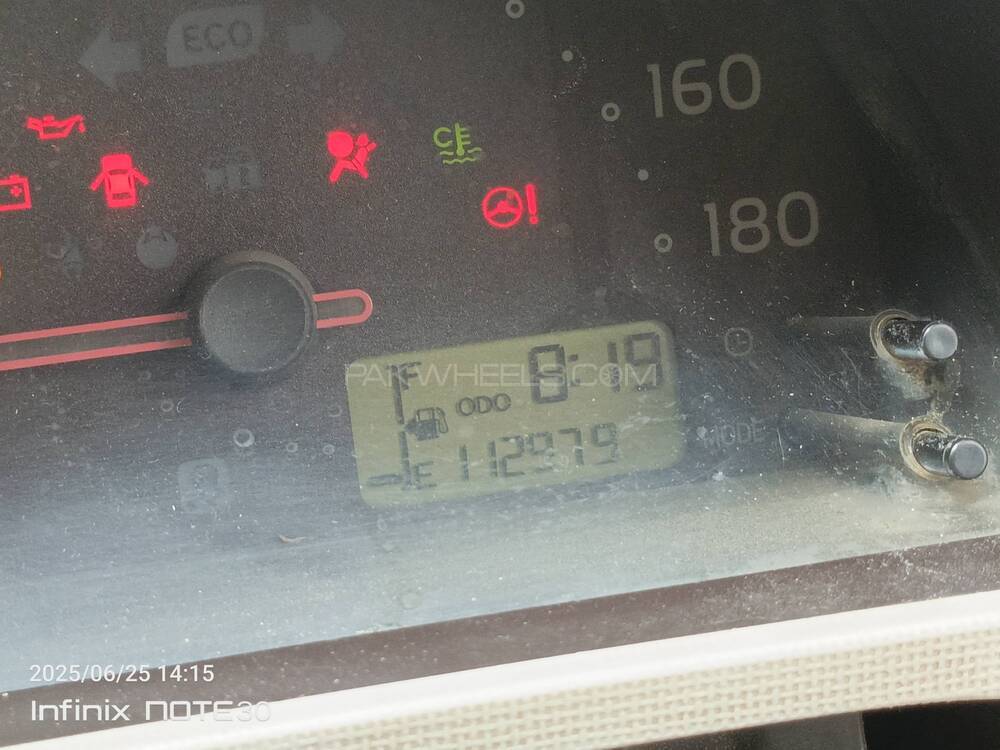 ECO
160
C
180
F
8:19
PAKWHEELS.COM
ODO
E 112979
MODE
2025/06/25 14:15
Infinix NOTE30